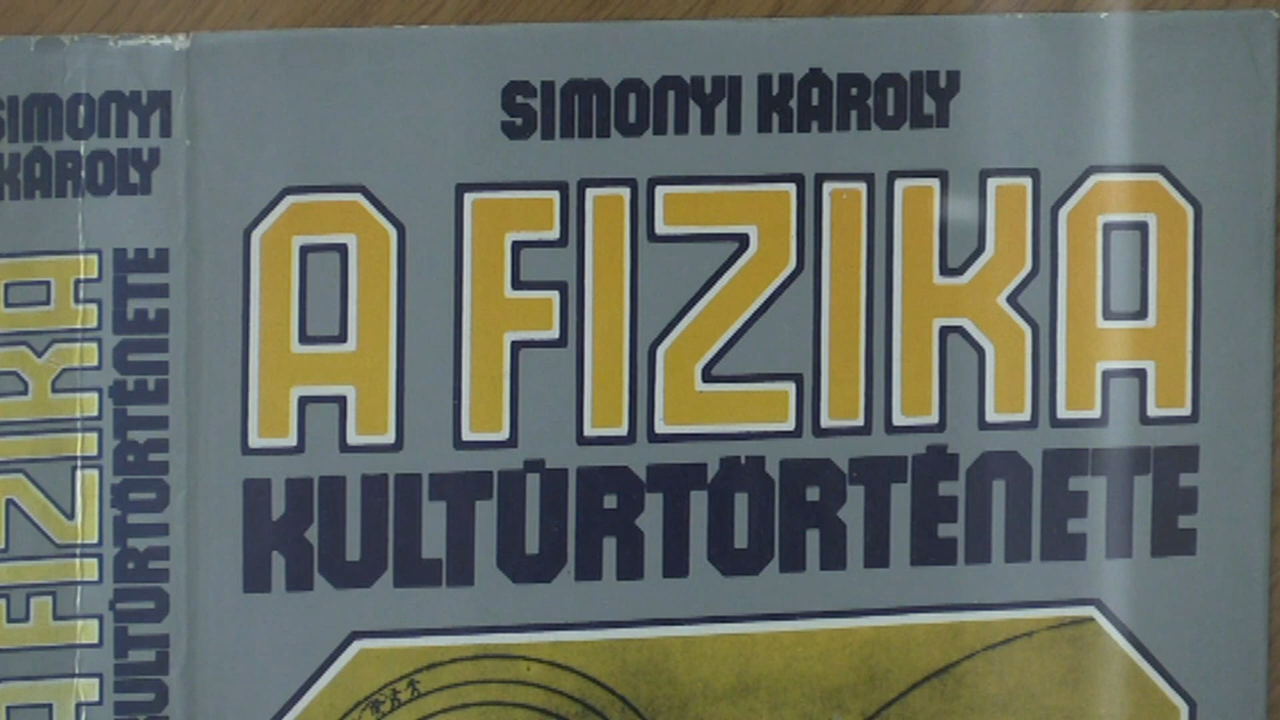 SIMONYI KÁROLY
A FIZIKA
KULTÚRTÖRTÉNETE
SIMONYI
KÁROLY
A FIZIKA
KULTÚRTÖRTÉNETE